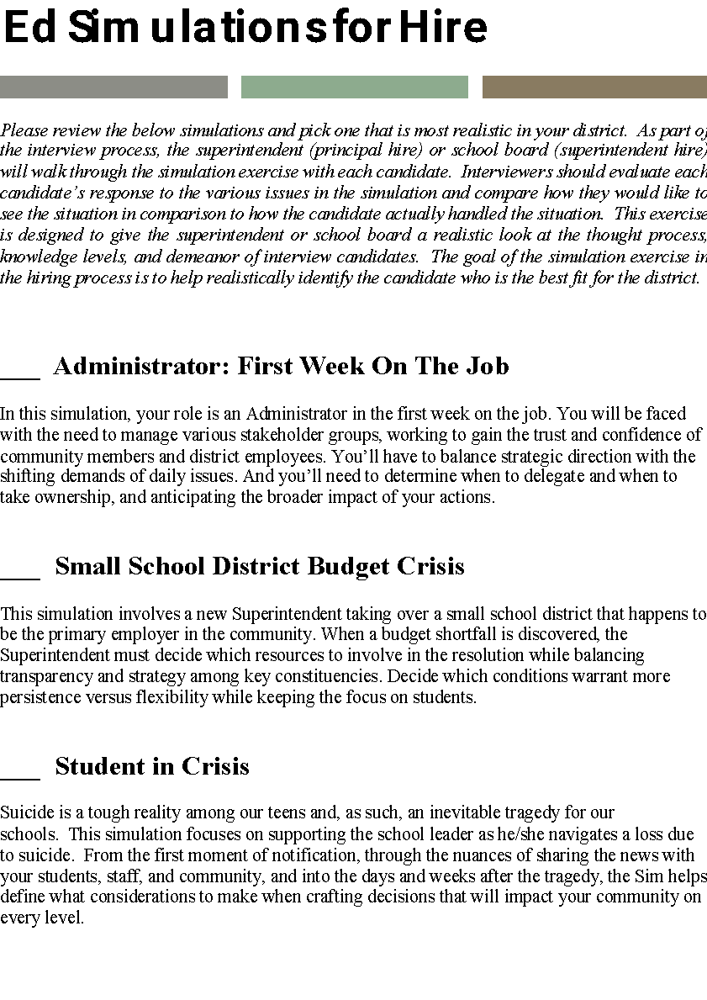 Ed Simulations for Hire
Please review the below simulations and pick one that is most realistic in your district.  As part of
the interview process, the superintendent (principal hire) or school board (superintendent hire)
will walk through the simulation exercise with each candidate.  Interviewers should evaluate each
candidate’s response to the various issues in the simulation and compare how they would like to
see the situation in comparison to how the candidate actually handled the situation.  This exercise
is designed to give the superintendent or school board a realistic look at the thought process,
knowledge levels, and demeanor of interview candidates.  The goal of the simulation exercise in
the hiring process is to help realistically identify the candidate who is the best fit for the district.
___ Administrator: First Week On The Job
In this simulation, your role is an Administrator in the first week on the job. You will be faced
with the need to manage various stakeholder groups, working to gain the trust and confidence of
community members and district employees. You’ll have to balance strategic direction with the
shifting demands of daily issues. And you’ll need to determine when to delegate and when to
take ownership, and anticipating the broader impact of your actions.
___ Small School District Budget Crisis
This simulation involves a new Superintendent taking over a small school district that happens to
be the primary employer in the community. When a budget shortfall is discovered, the
Superintendent must decide which resources to involve in the resolution while balancing
transparency and strategy among key constituencies. Decide which conditions warrant more
persistence versus flexibility while keeping the focus on students.
___ Student in Crisis
Suicide is a tough reality among our teens and, as such, an inevitable tragedy for our
schools.  This simulation focuses on supporting the school leader as he/she navigates a loss due
to suicide.  From the first moment of notification, through the nuances of sharing the news with
your students, staff, and community, and into the days and weeks after the tragedy, the Sim helps
define what considerations to make when crafting decisions that will impact your community on
every level.